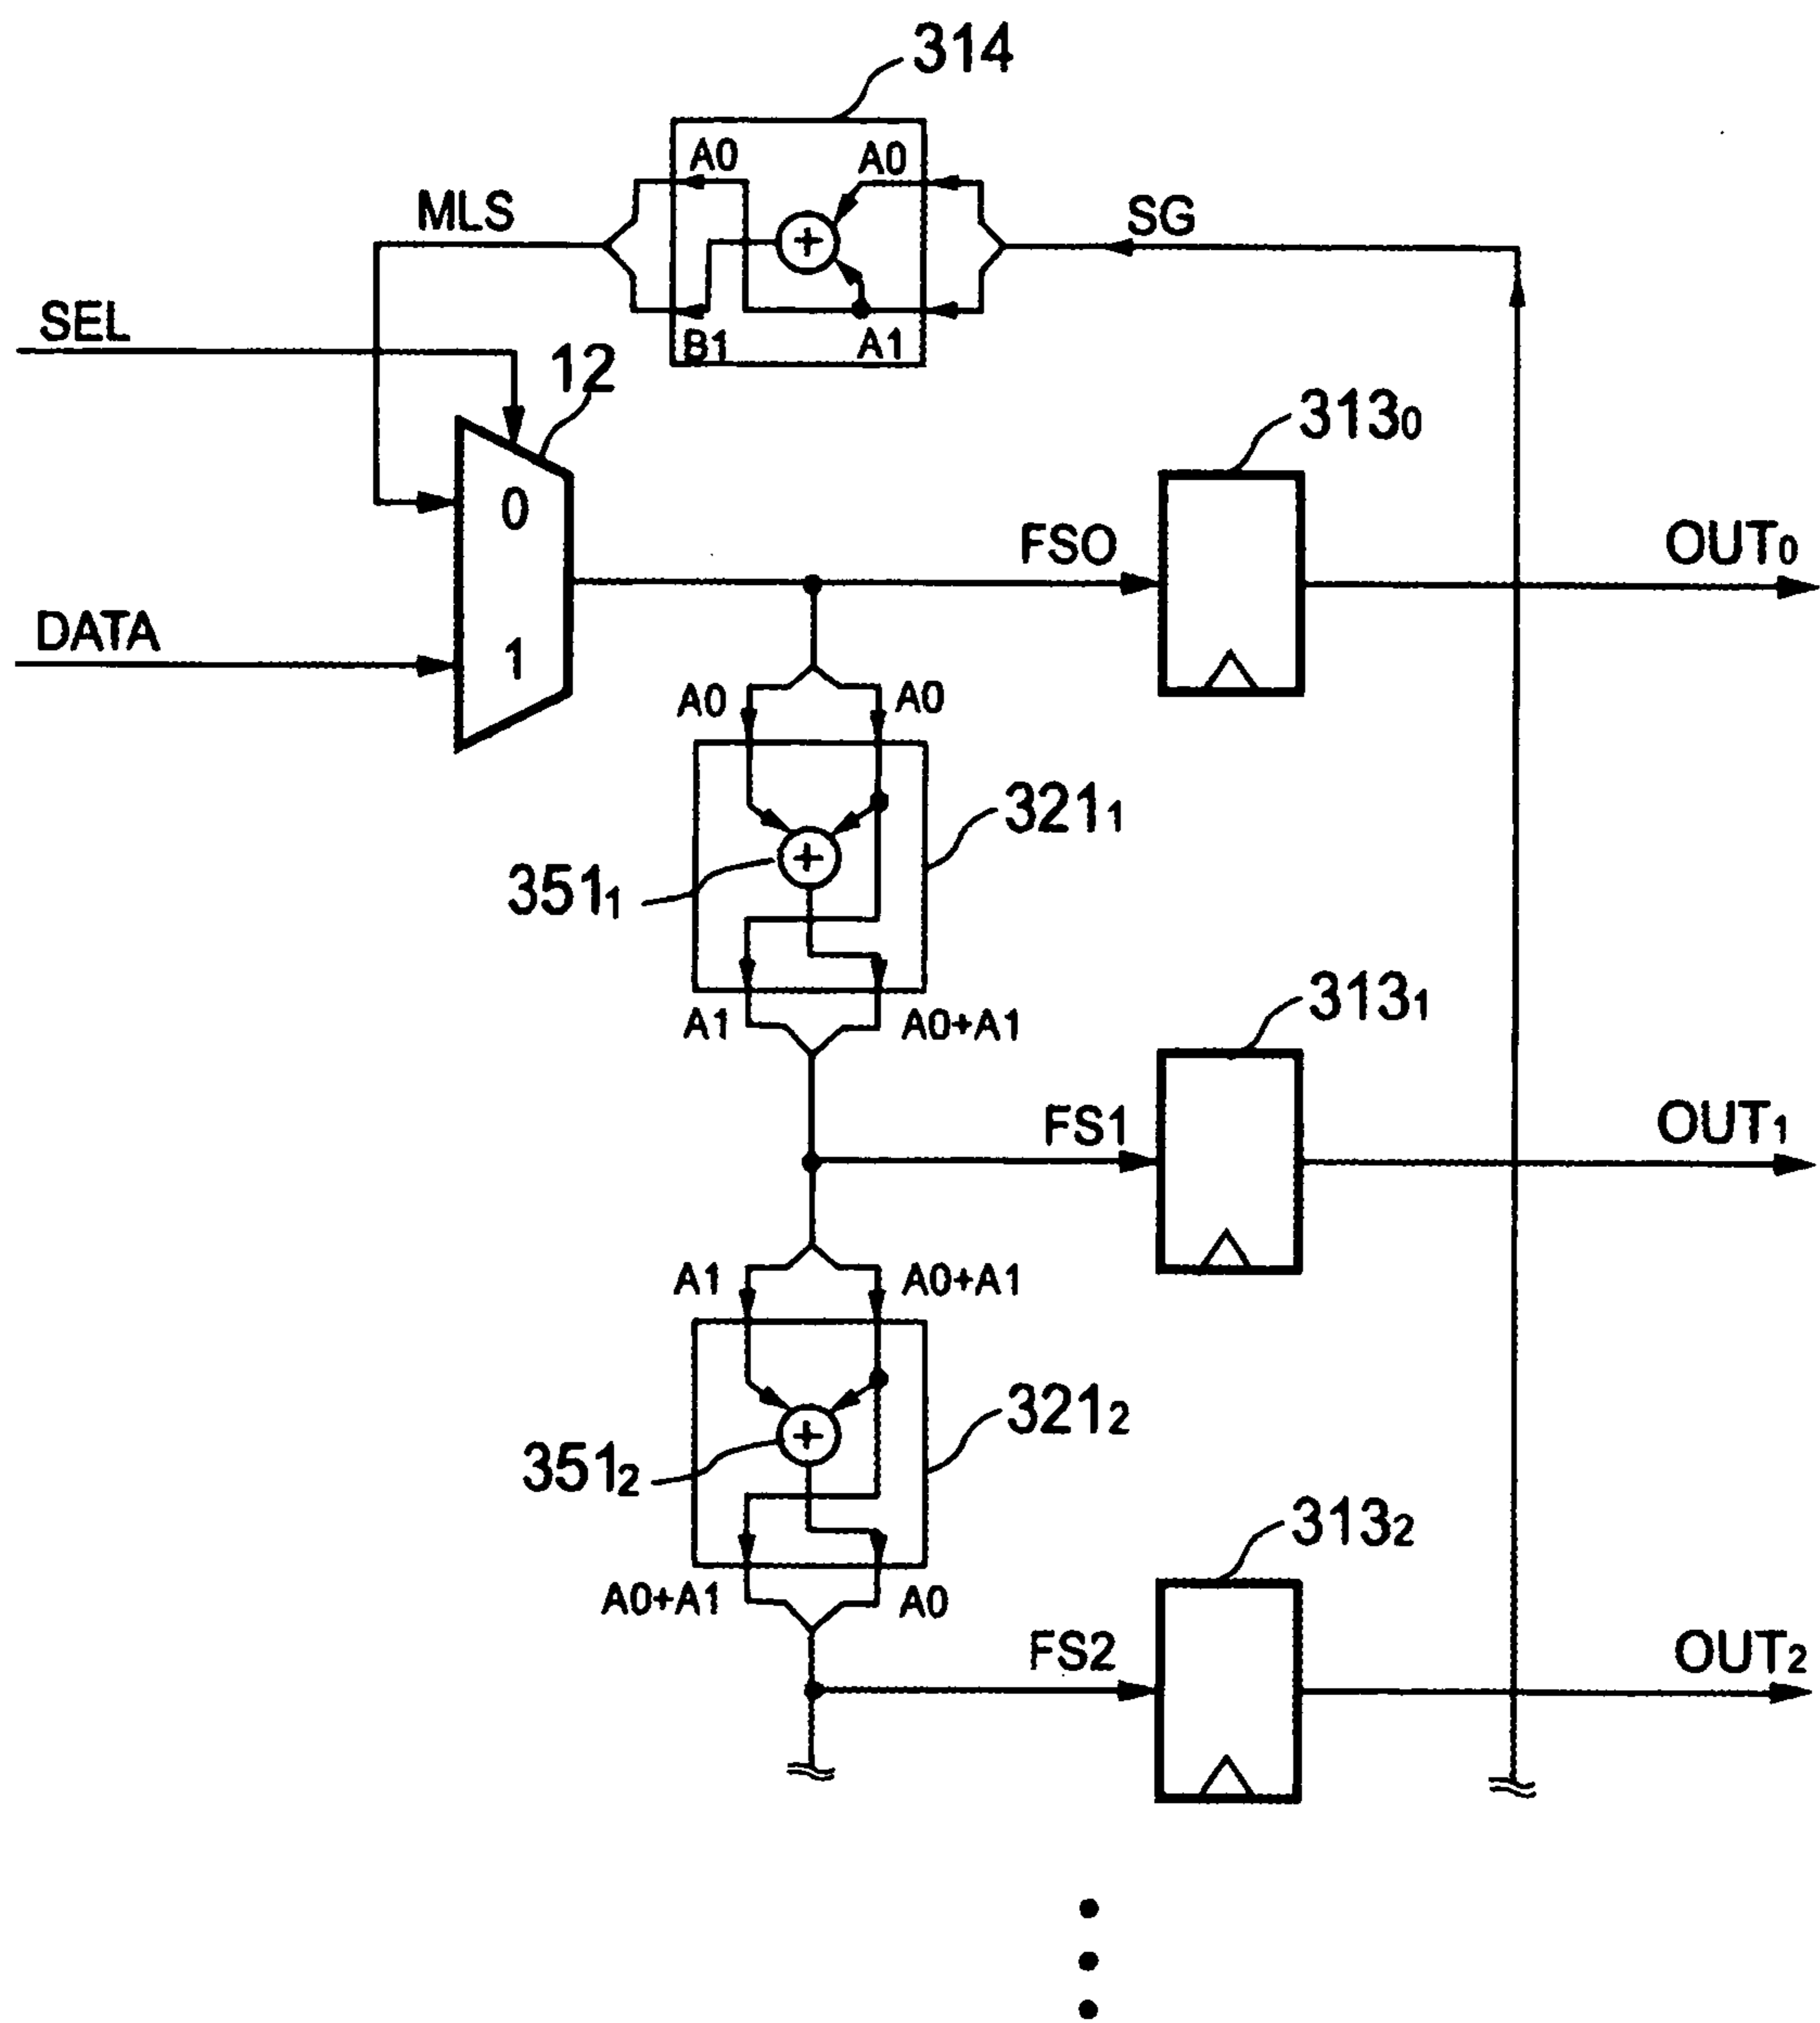 314
A0 A0
MLS
SG
SEL
B1 A1
12
313₀
0
FSO
OUT₀
DATA
1
A0 A0
321₁
+
351₁
A1 A0+A1
313₁
FS1
OUT₁
A1 A0+A1
321₂
+
351₂
313₂
A0+A1 A0
FS2
OUT₂